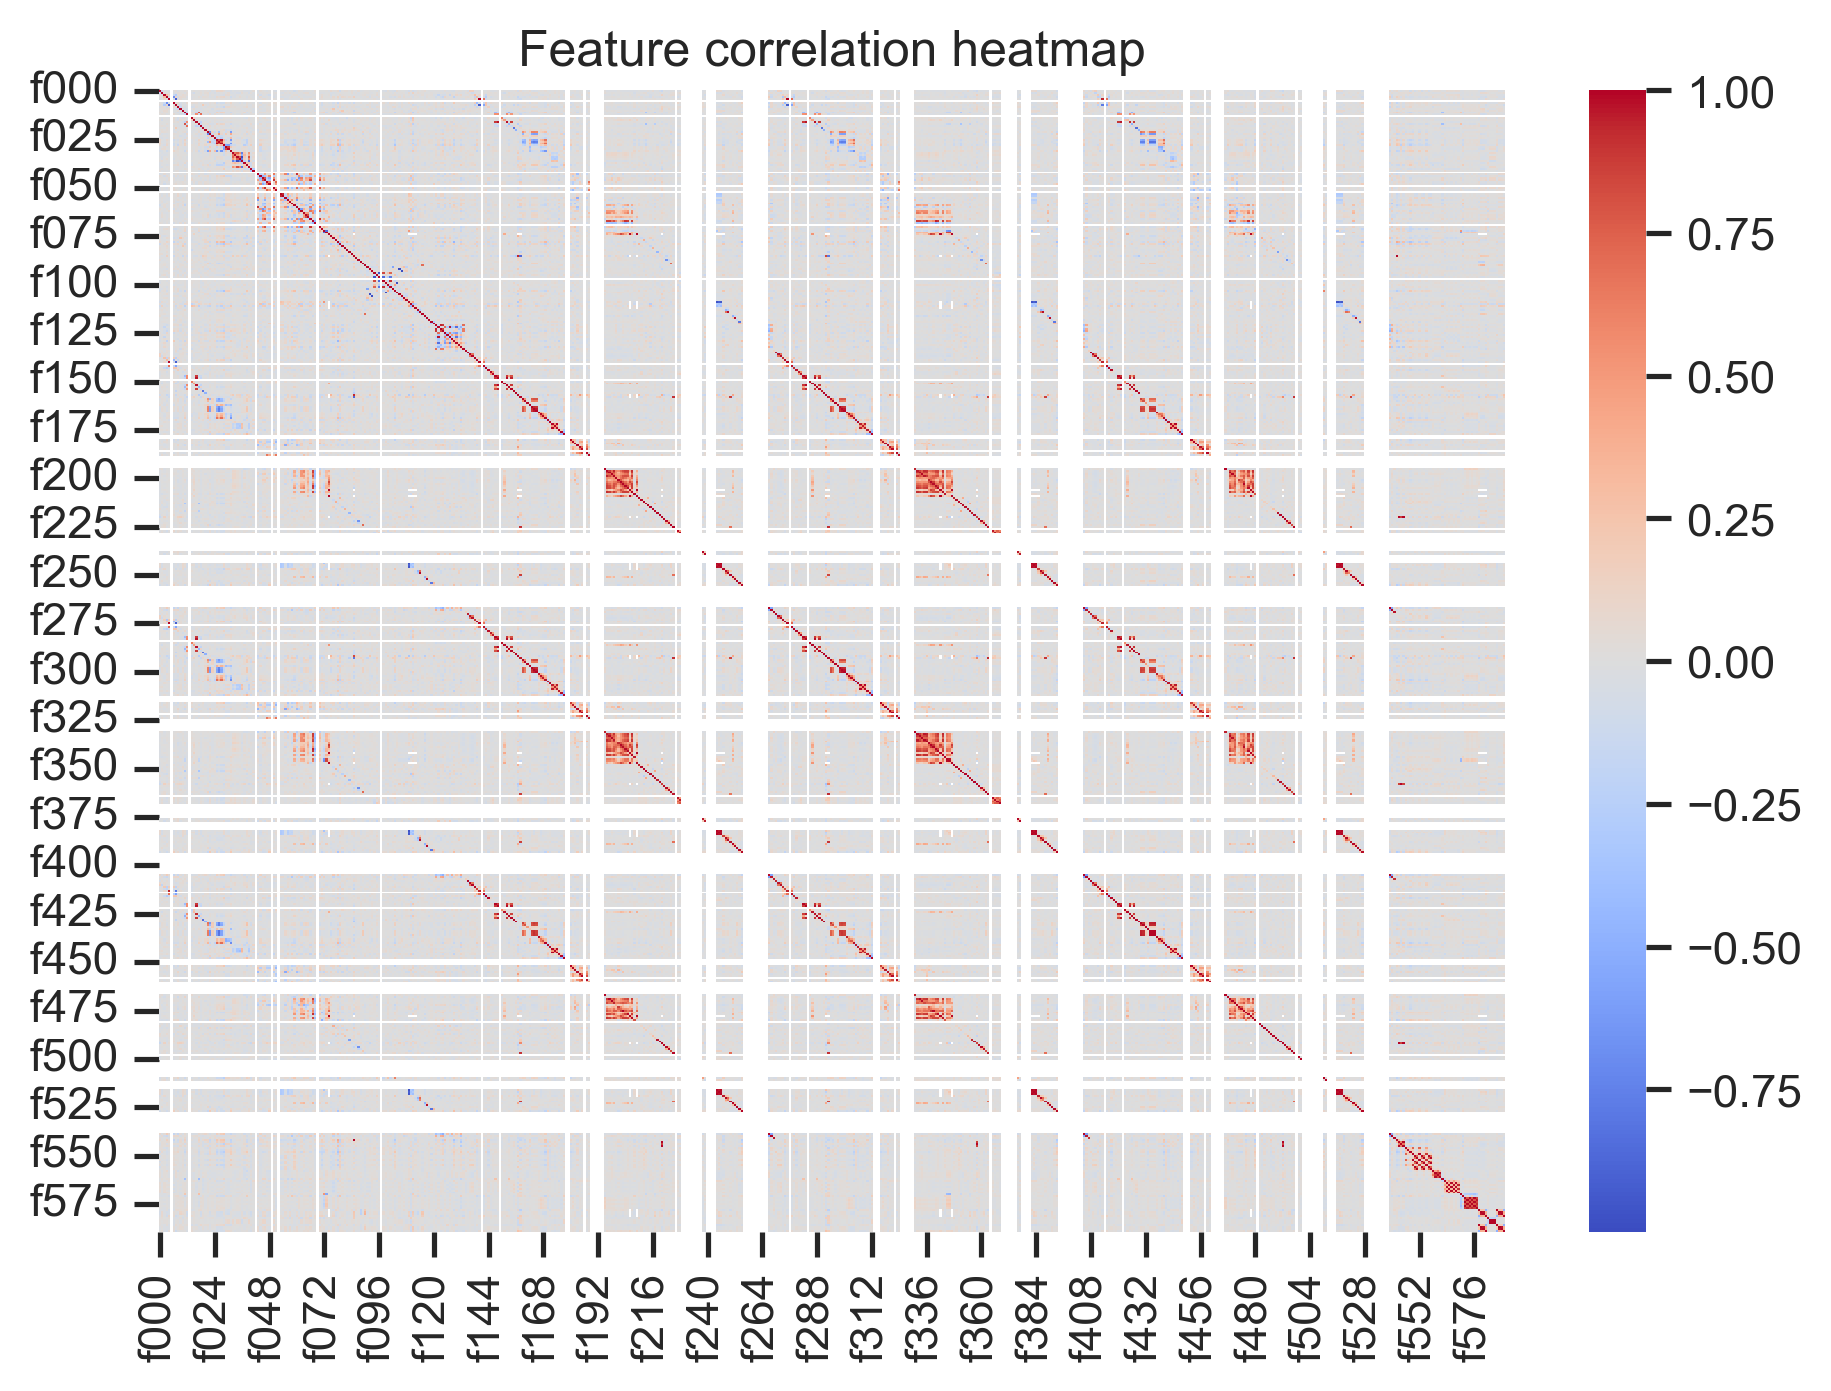 Feature correlation heatmap
f000
f025
f050
f075
f100
f125
f150
f175
f200
f225
f250
f275
f300
f325
f350
f375
f400
f425
f450
f475
f500
f525
f550
f575
f000
f024
f048
f072
f096
f120
f144
f168
f192
f216
f240
f264
f288
f312
f336
f360
f384
f408
f432
f456
f480
f504
f528
f552
f576
1.00
0.75
0.50
0.25
0.00
−0.25
−0.50
−0.75